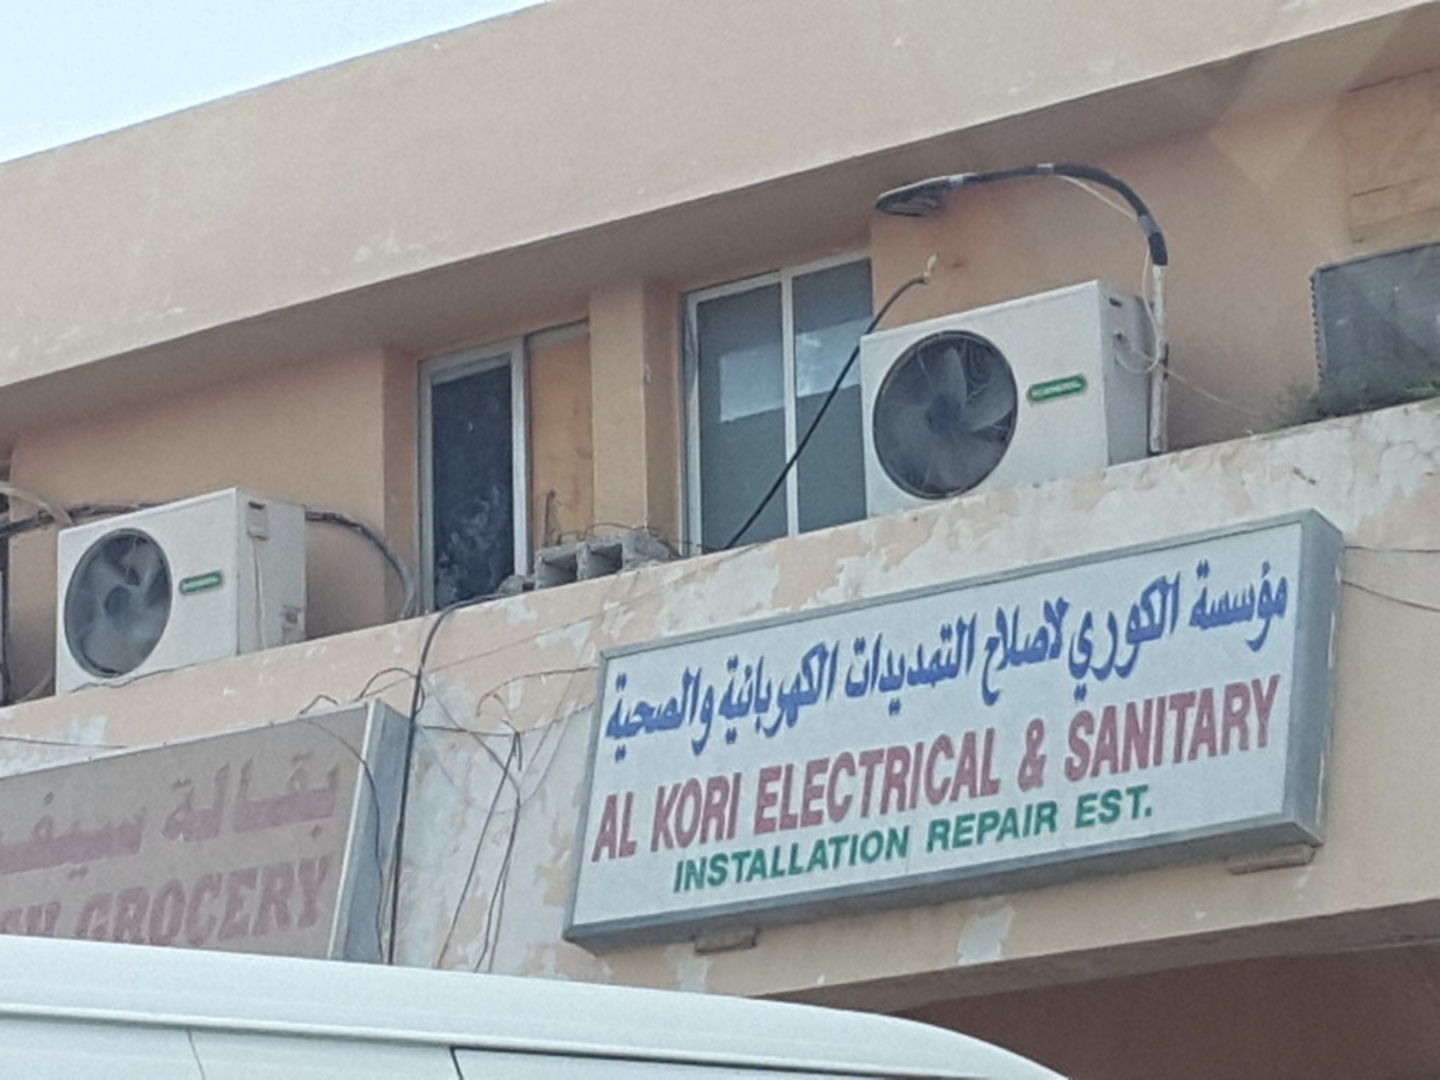 مؤسسة الكوري لاصلاح التمديدات الكهربائية والصحية
AL KORI ELECTRICAL & SANITARY
INSTALLATION REPAIR EST.
بقالة
GROCERY